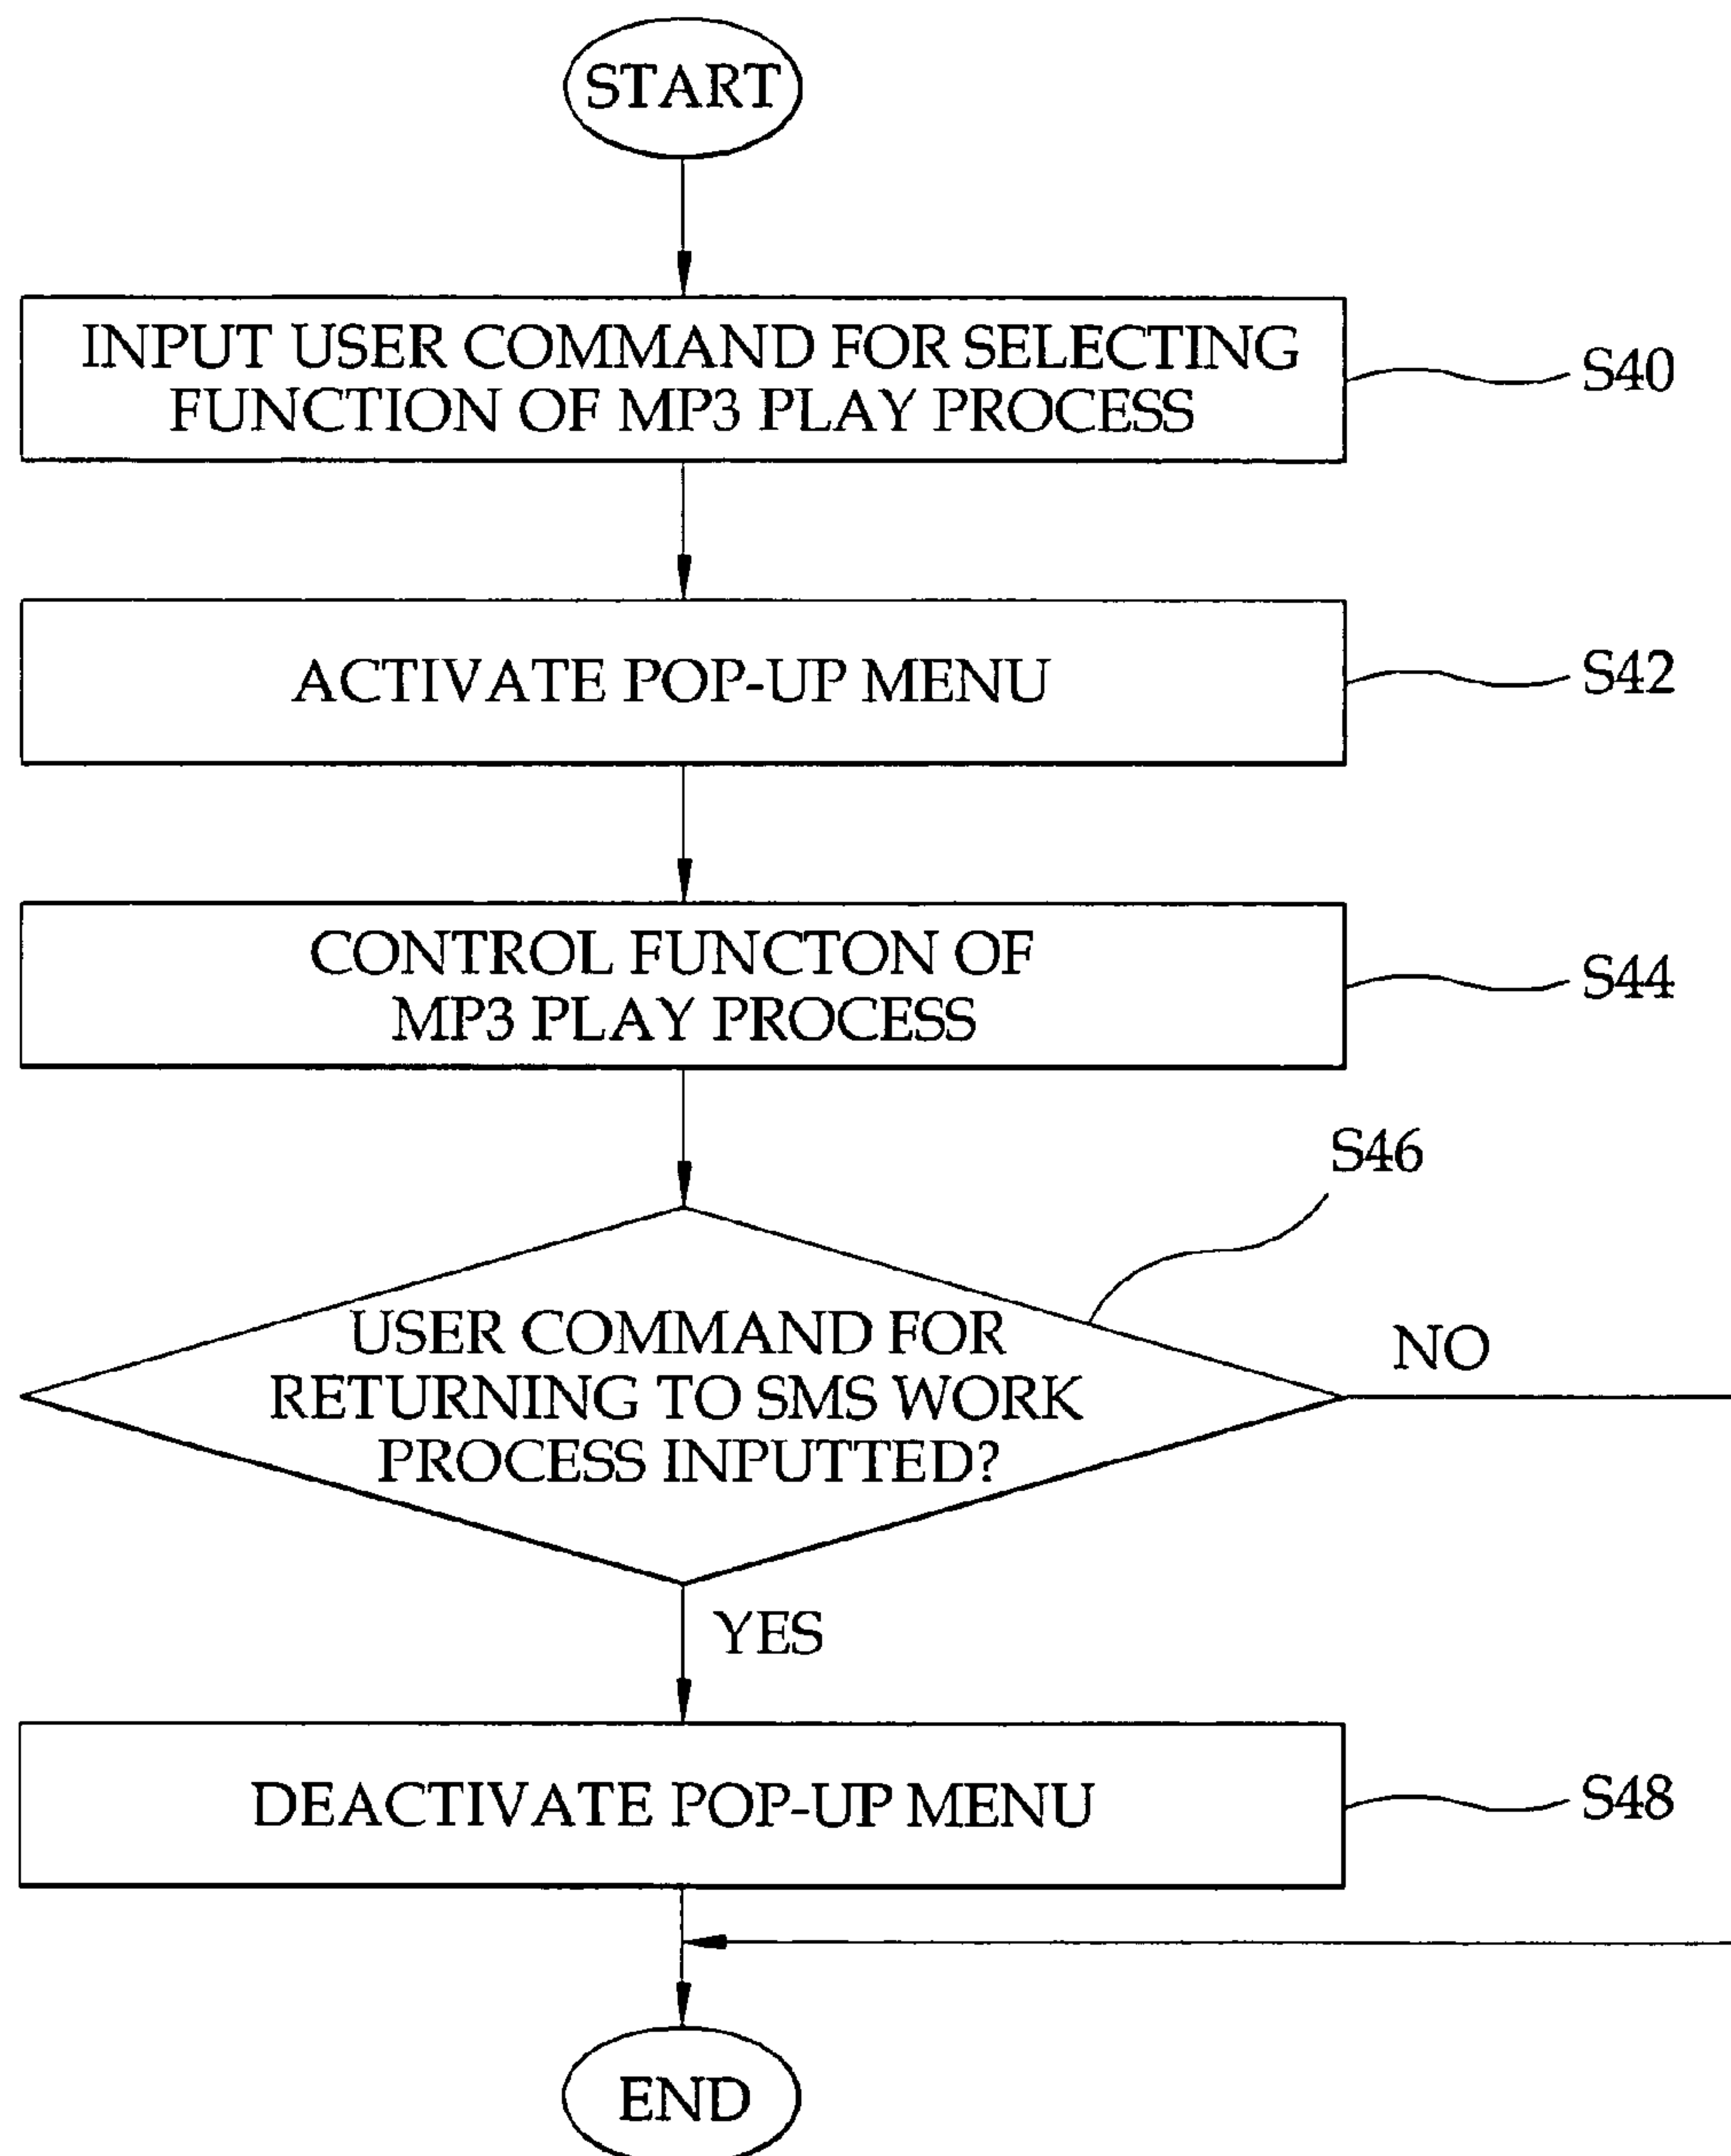 START
INPUT USER COMMAND FOR SELECTING
FUNCTION OF MP3 PLAY PROCESS
S40
ACTIVATE POP-UP MENU
S42
CONTROL FUNCTON OF
MP3 PLAY PROCESS
S44
S46
USER COMMAND FOR
RETURNING TO SMS WORK
PROCESS INPUTTED?
NO
YES
DEACTIVATE POP-UP MENU
S48
END